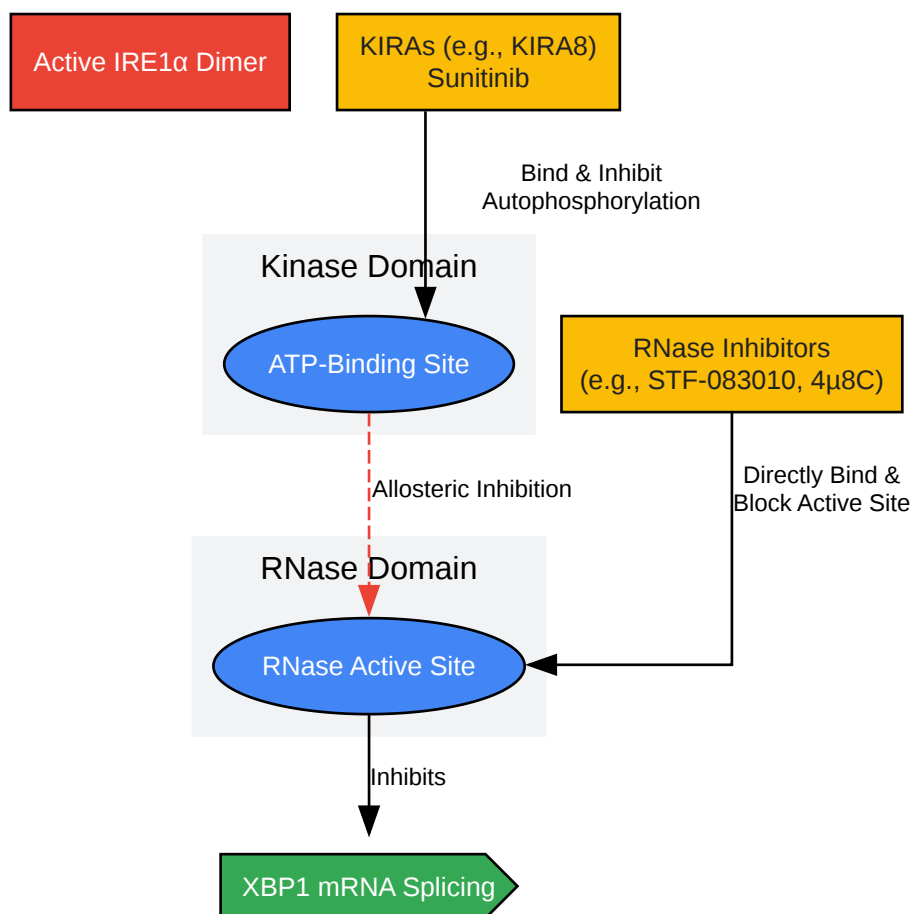 Active IRE1α Dimer
KIRAs (e.g., KIRA8)
Sunitinib
Bind & Inhibit
Autophosphorylation
Kinase Domain
ATP-Binding Site
RNase Inhibitors
(e.g., STF-083010, 4µ8C)
Allosteric Inhibition
Directly Bind &
Block Active Site
RNase Domain
RNase Active Site
Inhibits
XBP1 mRNA Splicing